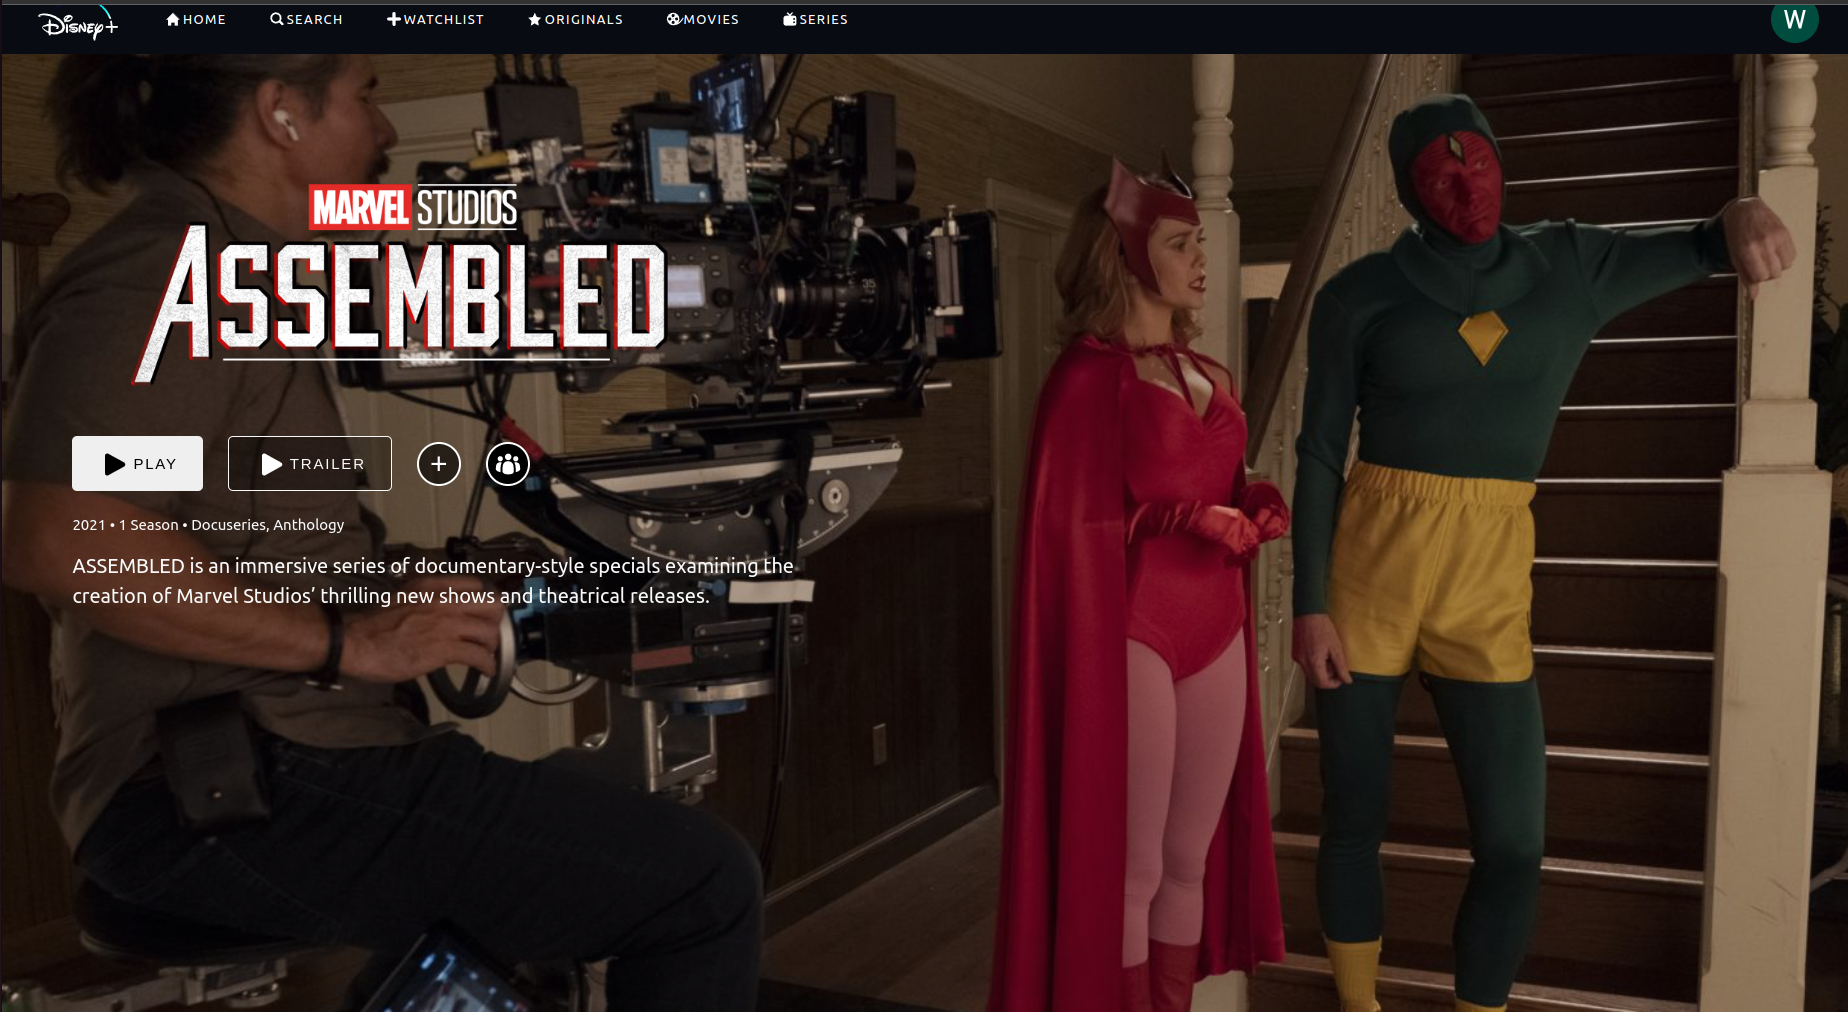 Disney+
HOME SEARCH WATCHLIST ORIGINALS MOVIES SERIES
W
MARVEL STUDIOS
ASSEMBLED
35
PLAY TRAILER
2021 • 1 Season • Docuseries, Anthology
ASSEMBLED is an immersive series of documentary-style specials examining the
creation of Marvel Studios’ thrilling new shows and theatrical releases.